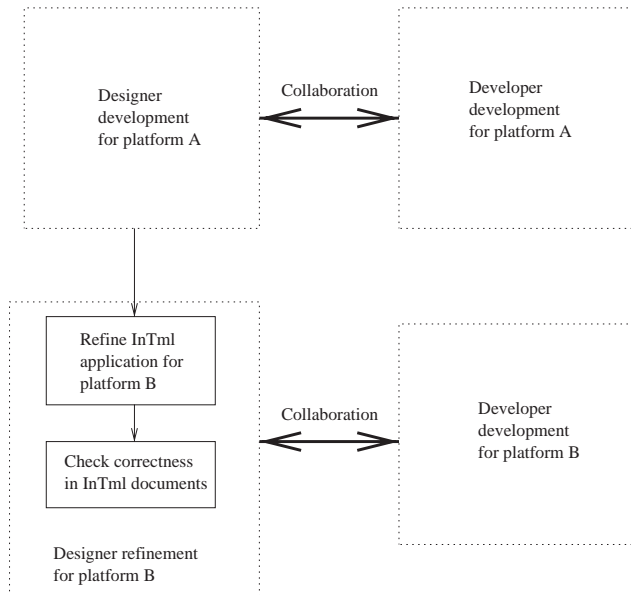 Designer
development
for platform A
Collaboration
Developer
development
for platform A
Refine InTml
application for
platform B
Check correctness
in InTml documents
Designer refinement
for platform B
Collaboration
Developer
development
for platform B